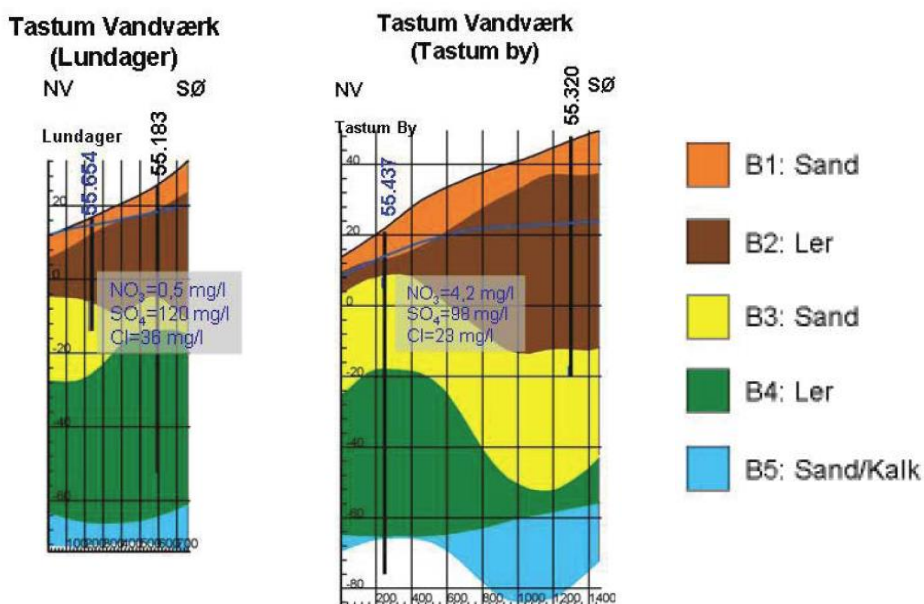 Tastum Vandværk
(Lundager)
NV SØ
Lundager
55.654
55.183
20
0
-20
-40
-60
NO3=0,5 mg/l
SO4=120 mg/l
Cl=36 mg/l
100200300400500600700
Tastum Vandværk
(Tastum by)
NV SØ
Tastum By
55.437
55.320
40
20
0
-20
-40
-60
-80
NO3=4,2 mg/l
SO4=98 mg/l
Cl=23 mg/l
200 400 600 800 1000 1200 1400
B1: Sand
B2: Ler
B3: Sand
B4: Ler
B5: Sand/Kalk